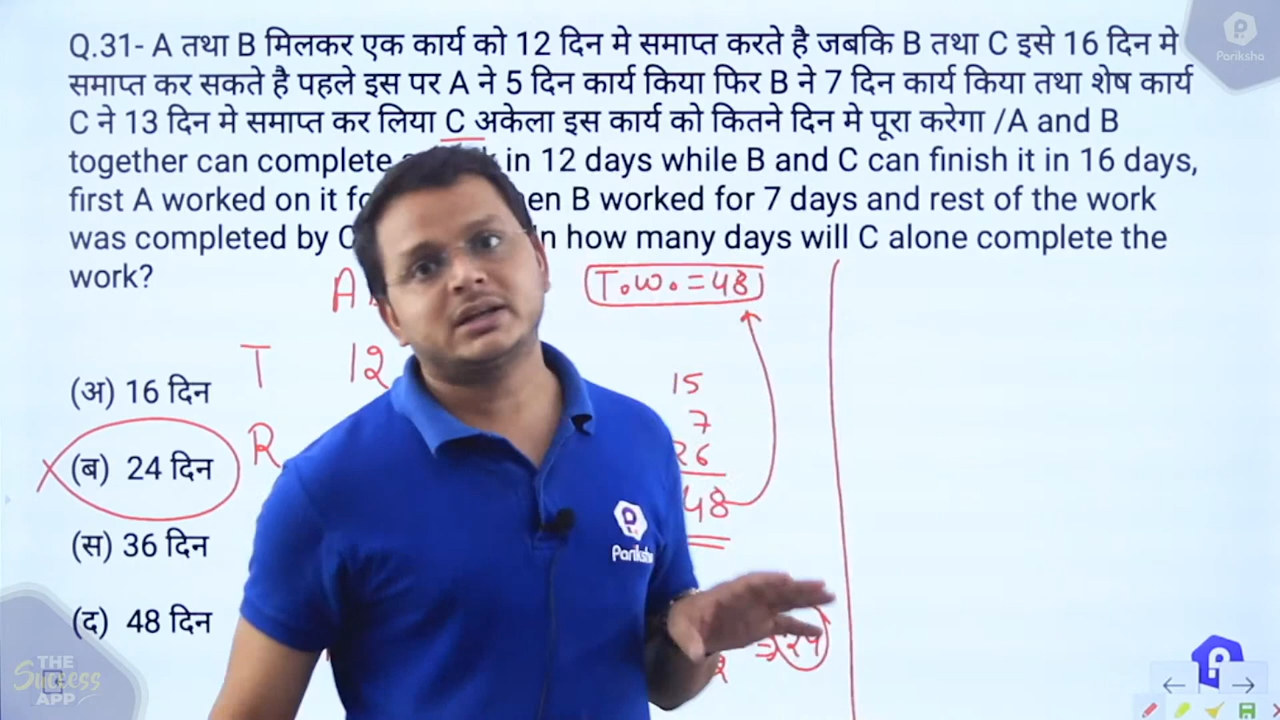 Q.31- A तथा B मिलकर एक कार्य को 12 दिन मे समाप्त करते है जबकि B तथा C इसे 16 दिन मे
समाप्त कर सकते है पहले इस पर A ने 5 दिन कार्य किया फिर B ने 7 दिन कार्य किया तथा शेष कार्य
C ने 13 दिन मे समाप्त कर लिया C अकेला इस कार्य को कितने दिन मे पूरा करेगा /A and B
together can complete in 12 days while B and C can finish it in 16 days,
first A worked on it B worked for 7 days and rest of the work
was completed by how many days will C alone complete the
work?
A
T.W. = 48
T 12
15
(अ) 16 दिन
7
R
26
(ब) 24 दिन
48
(स) 36 दिन
(द) 48 दिन
24
Pariksha
Pariksha
THE
Success
APP